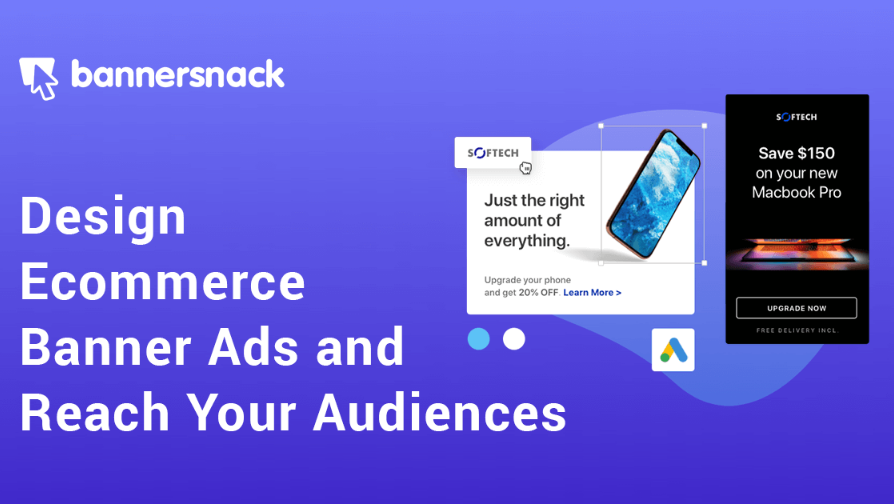 bannersnack
Design
Ecommerce
Banner Ads and
Reach Your Audiences
SOFTECH
Just the right
amount of
everything.
Upgrade your phone
and get 20% OFF. Learn More >
SOFTECH
Save $150
on your new
Macbook Pro
UPGRADE NOW
FREE DELIVERY INCL.